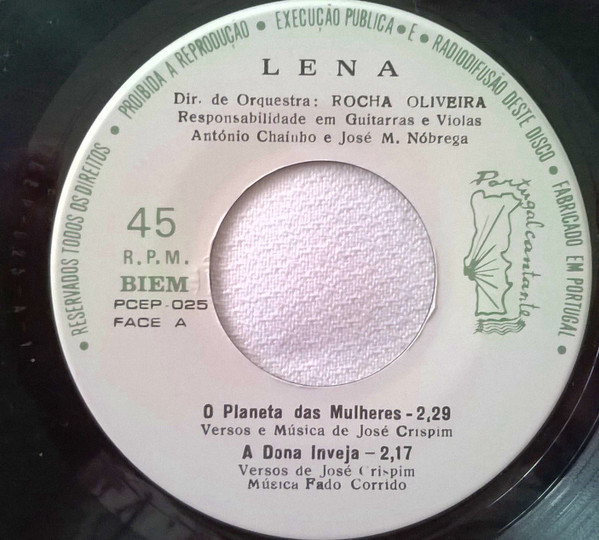 • RESERVADOS TODOS OS DIREITOS • PROIBIDA A REPRODUÇÃO • EXECUÇÃO PUBLICA • E • RADIODIFUSÃO DESTE DISCO • FABRICADO EM PORTUGAL •
LENA
Dir. de Orquestra: ROCHA OLIVEIRA
Responsabilidade em Guitarras e Violas
António Chaínho e José M. Nóbrega
Portugalcantante
45
R.P.M.
BIEM
PCEP-025
FACE A
O Planeta das Mulheres - 2,29
Versos e Música de José Crispim
A Dona Inveja - 2,17
Versos de José Crispim
Música Fado Corrido